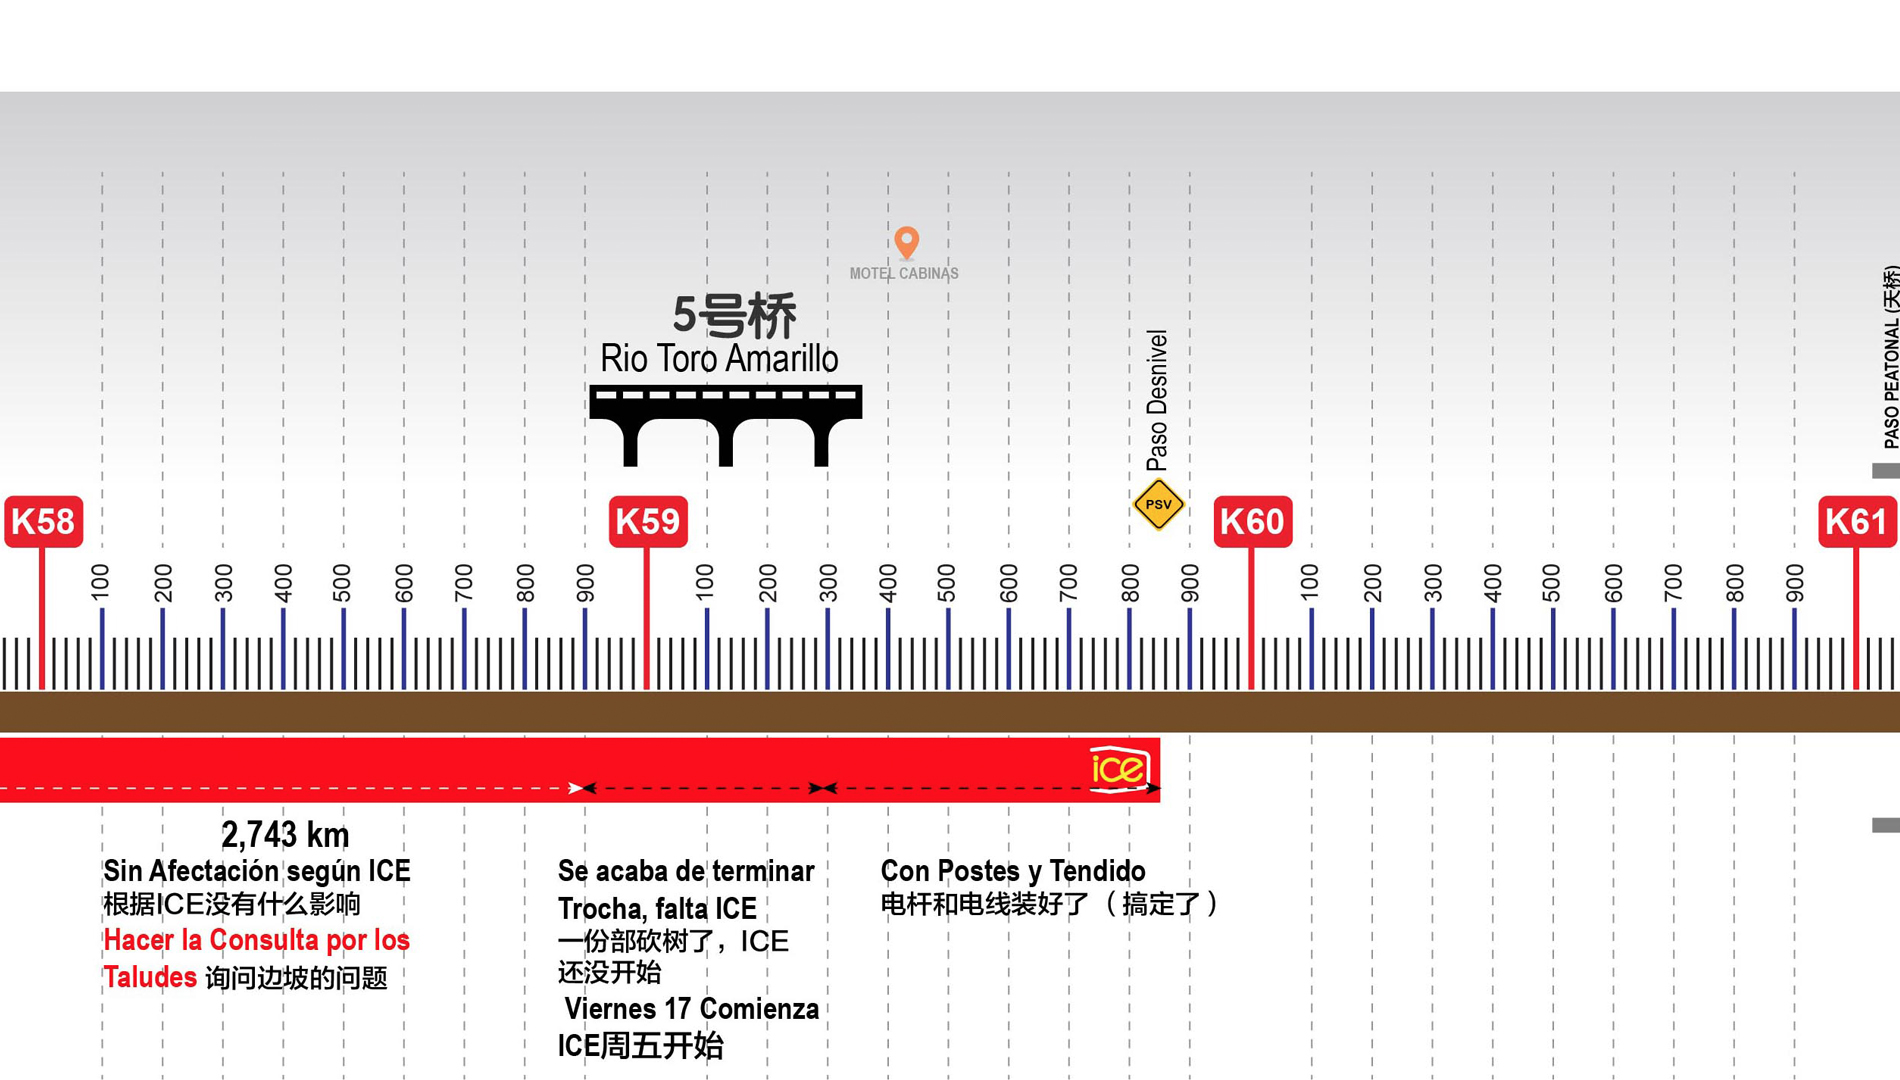 MOTEL CABINAS
5号桥
Rio Toro Amarillo
Paso Desnivel
PSV
PASO PEATONAL (天桥)
K58
K59
K60
K61
100 200 300 400 500 600 700 800 900
100 200 300 400 500 600 700 800 900
100 200 300 400 500 600 700 800 900
ice
2,743 km
Sin Afectación según ICE
根据ICE没有什么影响
Hacer la Consulta por los
Taludes 询问边坡的问题
Se acaba de terminar
Trocha, falta ICE
一份部砍树了，ICE
还没开始
Viernes 17 Comienza
ICE周五开始
Con Postes y Tendido
电杆和电线装好了（搞定了）